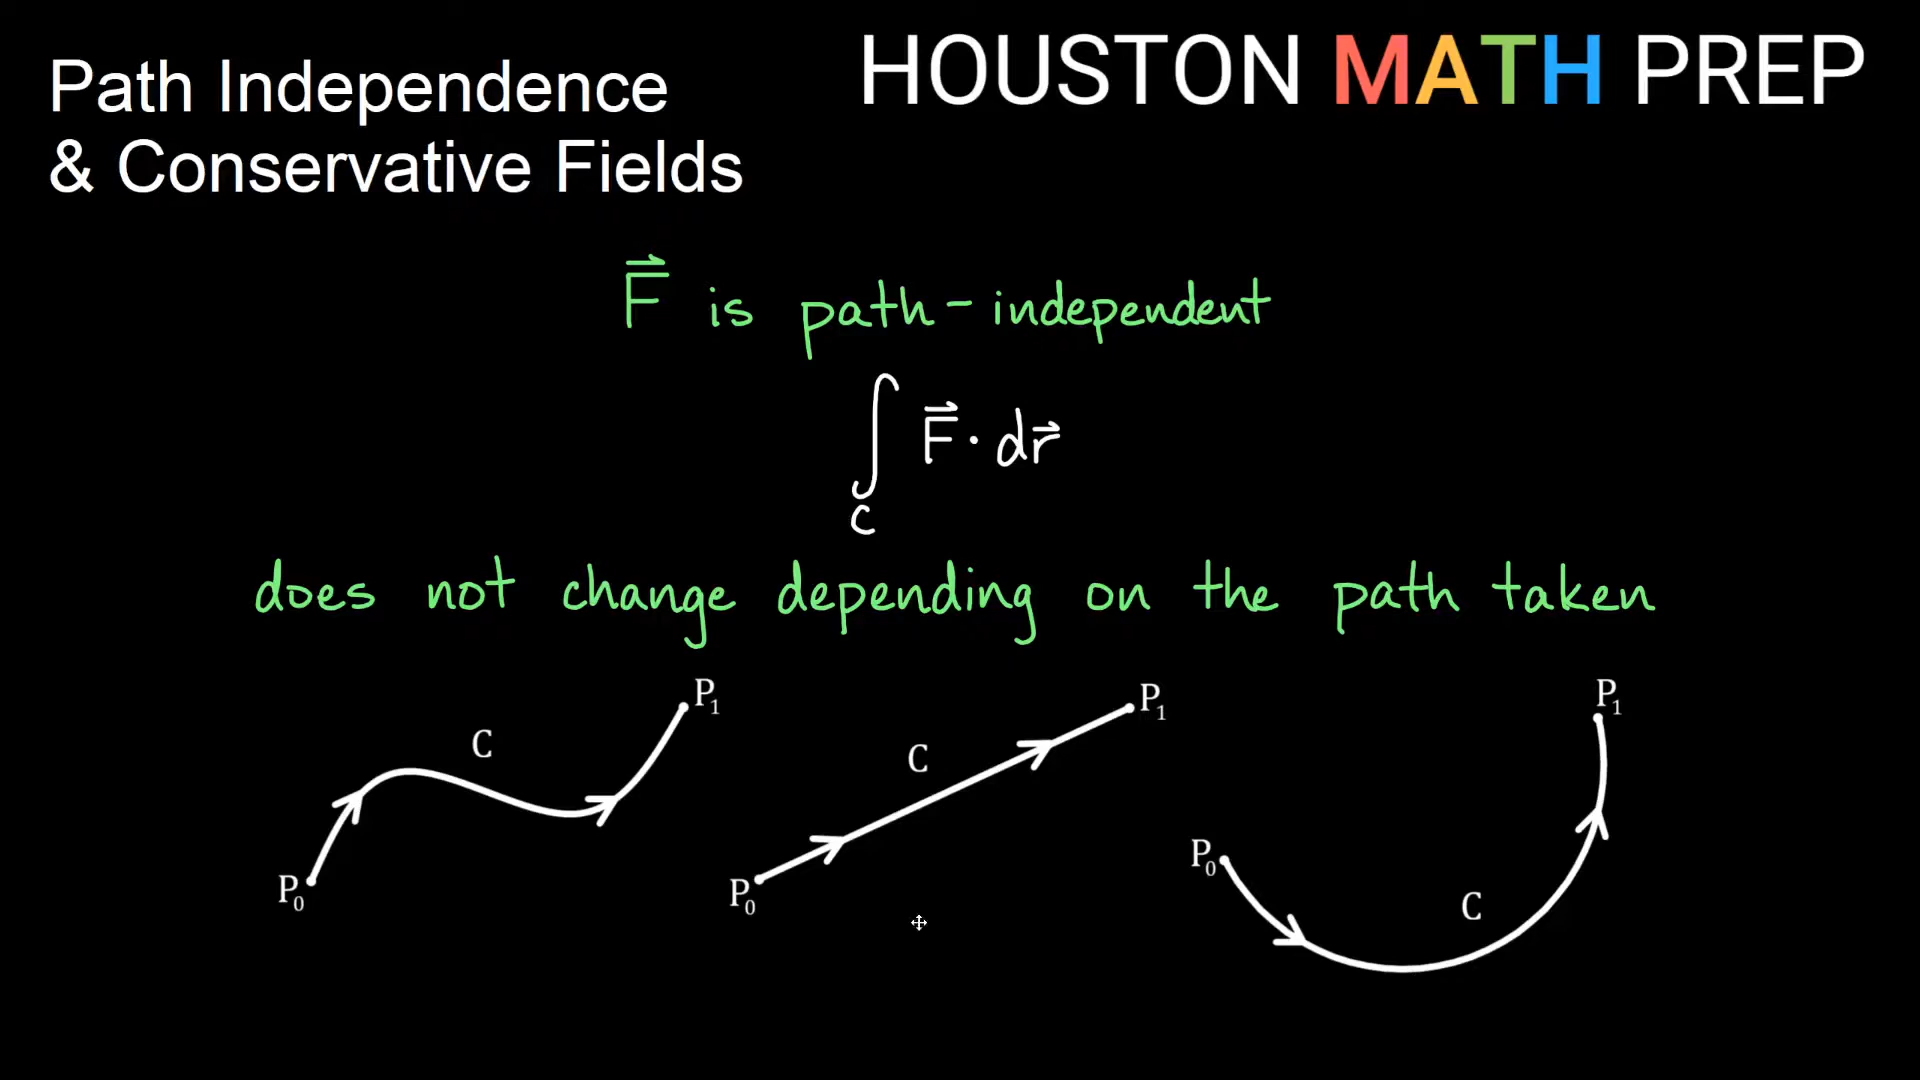 Path Independence
& Conservative Fields
HOUSTON MATH PREP
F⃗ is path-independent
∫_C F⃗ · dr⃗
does not change depending on the path taken
P₀ C P₁
P₀ C P₁
P₀ C P₁